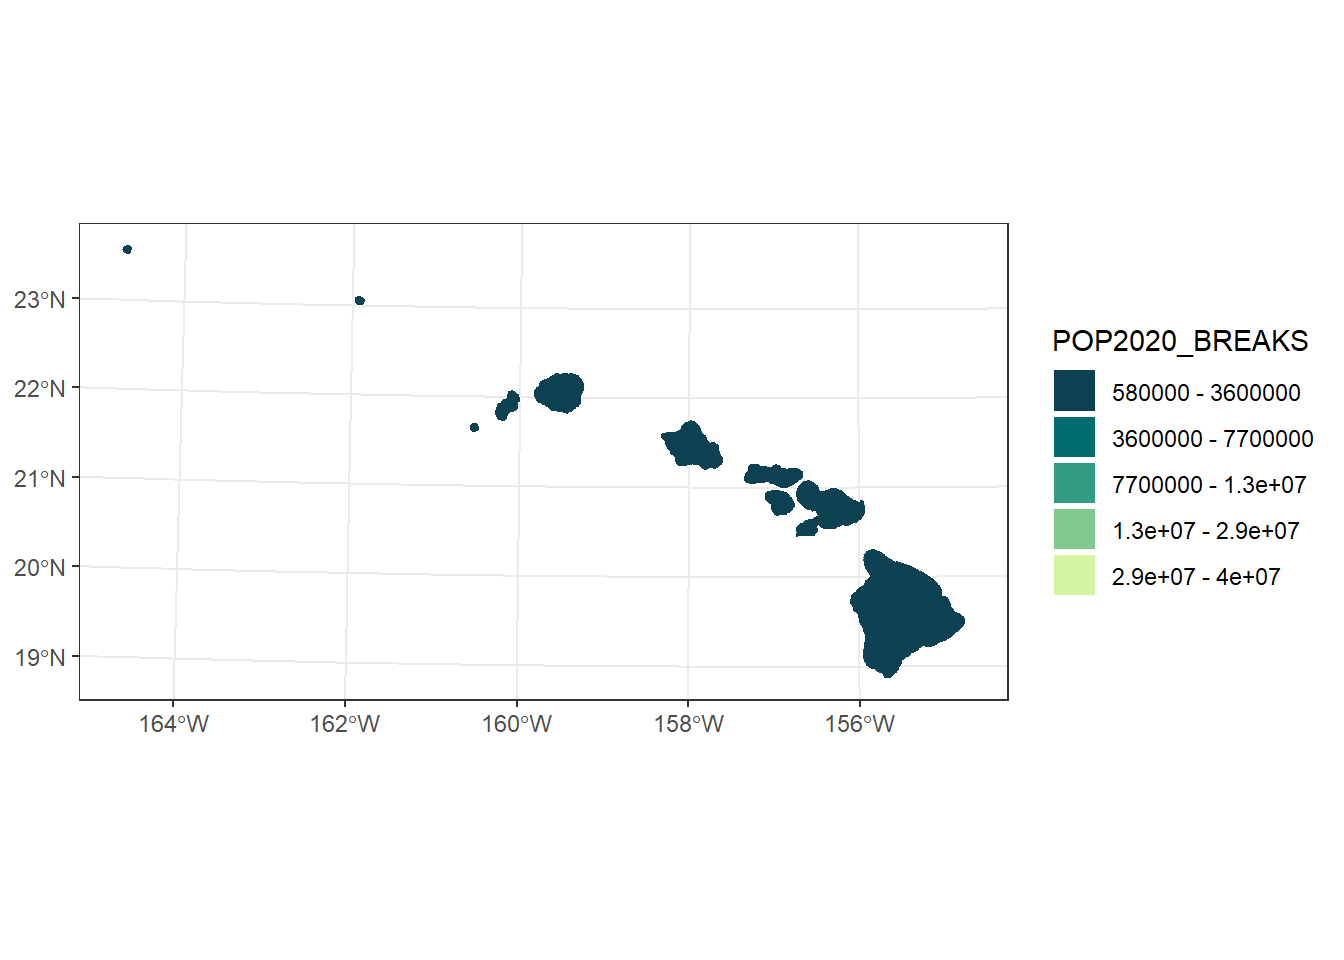 23°N
22°N
21°N
20°N
19°N
164°W
162°W
160°W
158°W
156°W
POP2020_BREAKS
580000 - 3600000
3600000 - 7700000
7700000 - 1.3e+07
1.3e+07 - 2.9e+07
2.9e+07 - 4e+07